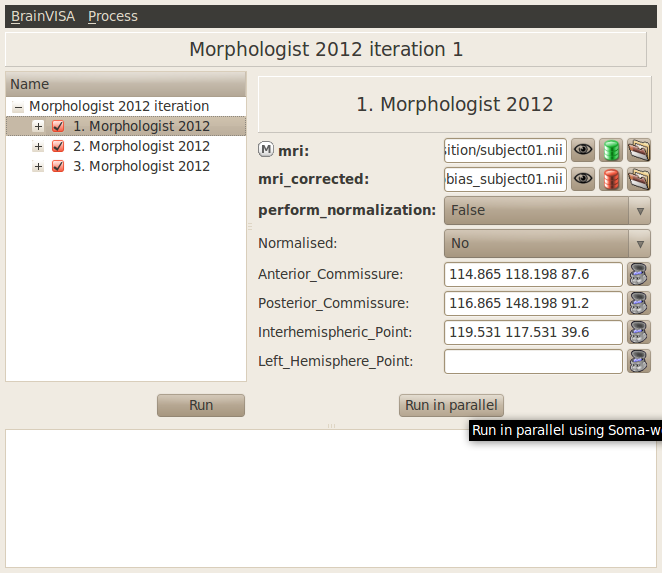 BrainVISA Process
Morphologist 2012 iteration 1
Name
Morphologist 2012 iteration
1. Morphologist 2012
2. Morphologist 2012
3. Morphologist 2012
1. Morphologist 2012
M mri: sition/subject01.nii
mri_corrected: bias_subject01.nii
perform_normalization: False
Normalised: No
Anterior_Commissure: 114.865 118.198 87.6
Posterior_Commissure: 116.865 148.198 91.2
Interhemispheric_Point: 119.531 117.531 39.6
Left_Hemisphere_Point:
Run Run in parallel
Run in parallel using Soma-w